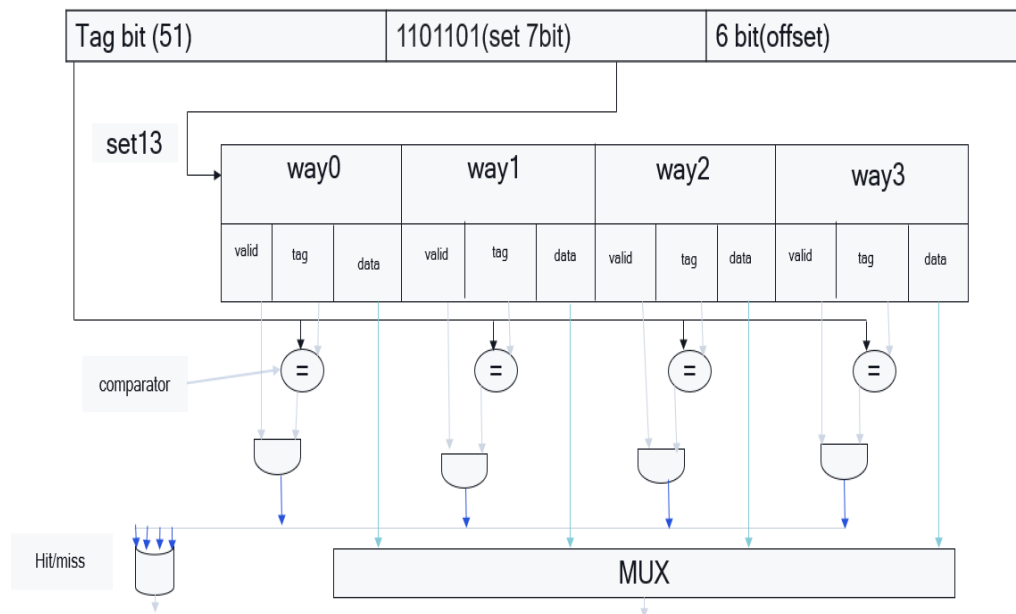 Tag bit (51) 1101101(set 7bit) 6 bit(offset)
set13
way0 way1 way2 way3
valid tag data valid tag data valid tag data valid tag data
= = = =
comparator
Hit/miss
MUX